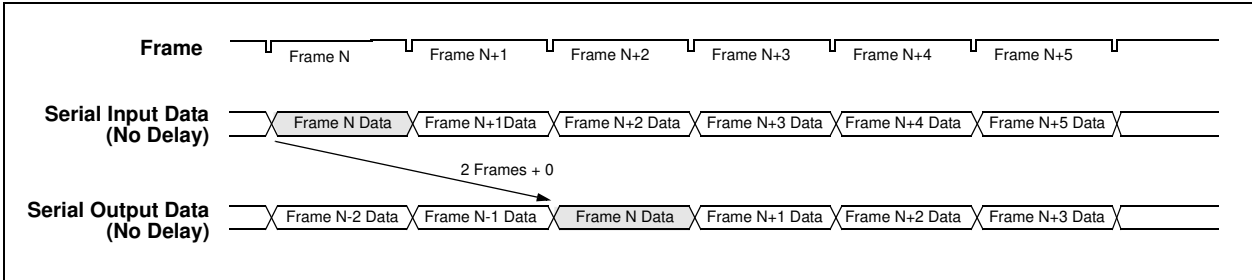 Frame
Frame N
Frame N+1
Frame N+2
Frame N+3
Frame N+4
Frame N+5
Serial Input Data
(No Delay)
Frame N Data
Frame N+1Data
Frame N+2 Data
Frame N+3 Data
Frame N+4 Data
Frame N+5 Data
2 Frames + 0
Serial Output Data
(No Delay)
Frame N-2 Data
Frame N-1 Data
Frame N Data
Frame N+1 Data
Frame N+2 Data
Frame N+3 Data